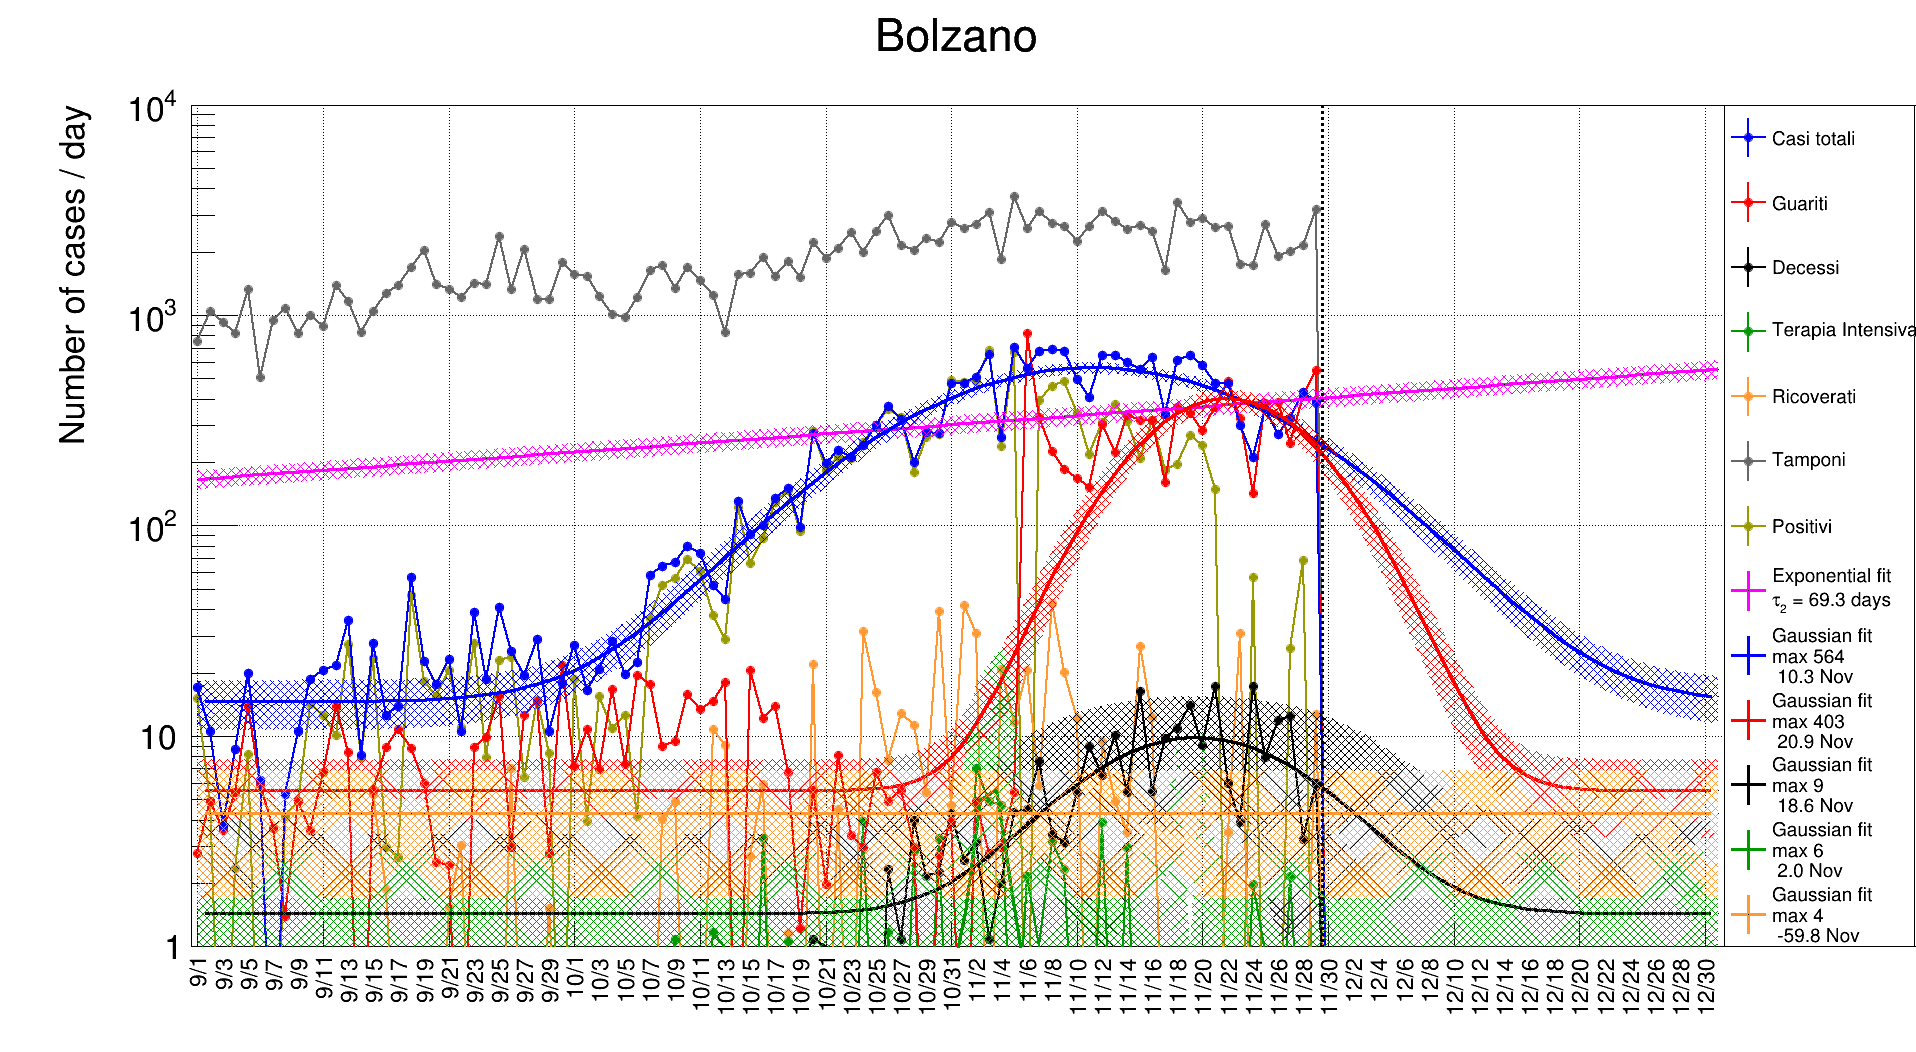 Bolzano
Number of cases / day
10^4
10^3
10^2
10
1
9/1 9/3 9/5 9/7 9/9 9/11 9/13 9/15 9/17 9/19 9/21 9/23 9/25 9/27 9/29 10/1 10/3 10/5 10/7 10/9 10/11 10/13 10/15 10/17 10/19 10/21 10/23 10/25 10/27 10/29 10/31 11/2 11/4 11/6 11/8 11/10 11/12 11/14 11/16 11/18 11/20 11/22 11/24 11/26 11/28 11/30 12/2 12/4 12/6 12/8 12/10 12/12 12/14 12/16 12/18 12/20 12/22 12/24 12/26 12/28 12/30
Casi totali
Guariti
Decessi
Terapia Intensiva
Ricoverati
Tamponi
Positivi
Exponential fit
τ2 = 69.3 days
Gaussian fit
max 564
10.3 Nov
Gaussian fit
max 403
20.9 Nov
Gaussian fit
max 9
18.6 Nov
Gaussian fit
max 6
2.0 Nov
Gaussian fit
max 4
-59.8 Nov